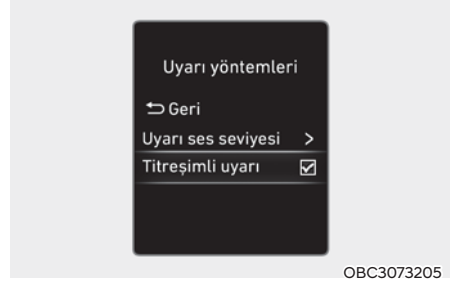 Uyarı yöntemleri
⮌ Geri
Uyarı ses seviyesi >
Titreşimli uyarı ☑
OBC3073205